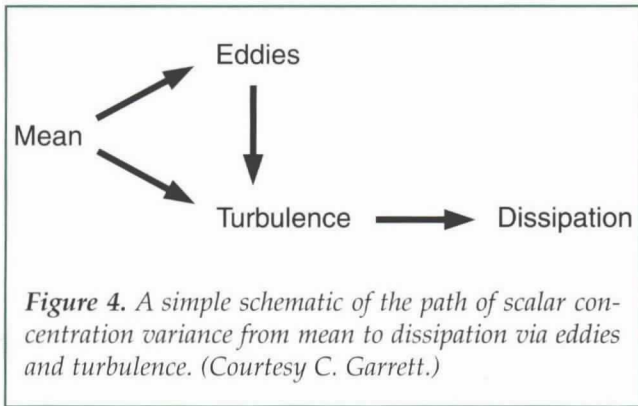 Eddies
Mean
Turbulence
Dissipation
Figure 4. A simple schematic of the path of scalar con-
centration variance from mean to dissipation via eddies
and turbulence. (Courtesy C. Garrett.)